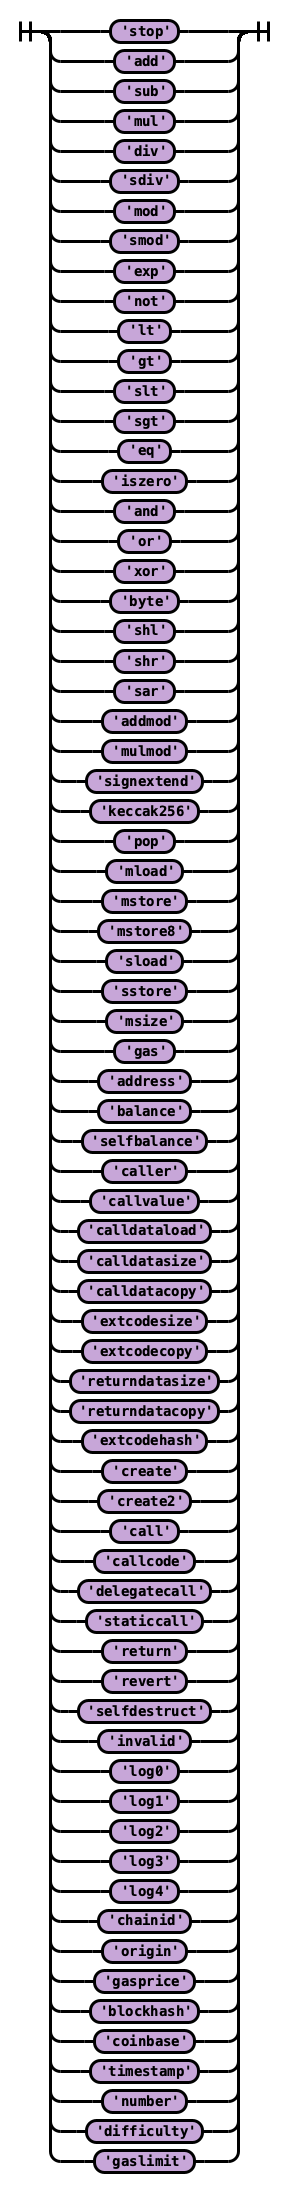 'stop'
'add'
'sub'
'mul'
'div'
'sdiv'
'mod'
'smod'
'exp'
'not'
'lt'
'gt'
'slt'
'sgt'
'eq'
'iszero'
'and'
'or'
'xor'
'byte'
'shl'
'shr'
'sar'
'addmod'
'mulmod'
'signextend'
'keccak256'
'pop'
'mload'
'mstore'
'mstore8'
'sload'
'sstore'
'msize'
'gas'
'address'
'balance'
'selfbalance'
'caller'
'callvalue'
'calldataload'
'calldatasize'
'calldatacopy'
'extcodesize'
'extcodecopy'
'returndatasize'
'returndatacopy'
'extcodehash'
'create'
'create2'
'call'
'callcode'
'delegatecall'
'staticcall'
'return'
'revert'
'selfdestruct'
'invalid'
'log0'
'log1'
'log2'
'log3'
'log4'
'chainid'
'origin'
'gasprice'
'blockhash'
'coinbase'
'timestamp'
'number'
'difficulty'
'gaslimit'